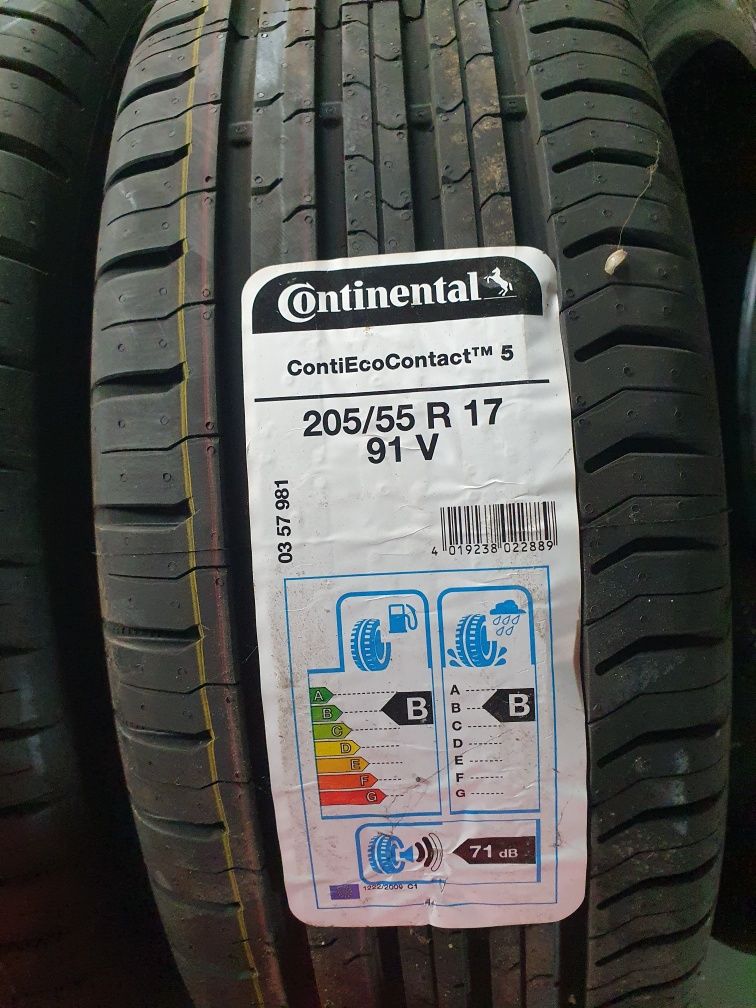 Continental
ContiEcoContact™ 5
205/55 R 17
91 V
03 57 981
4 019238 022889
A
B
C
D
E
F
G
B
A
B
C
D
E
F
G
B
71 dB
1222/2009 C1